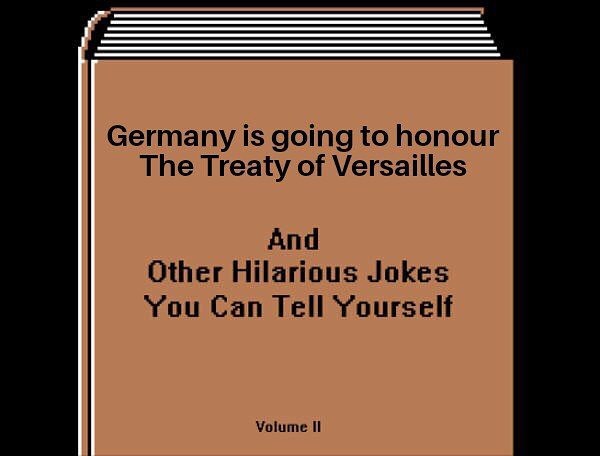 Germany is going to honour
The Treaty of Versailles
And
Other Hilarious Jokes
You Can Tell Yourself
Volume II